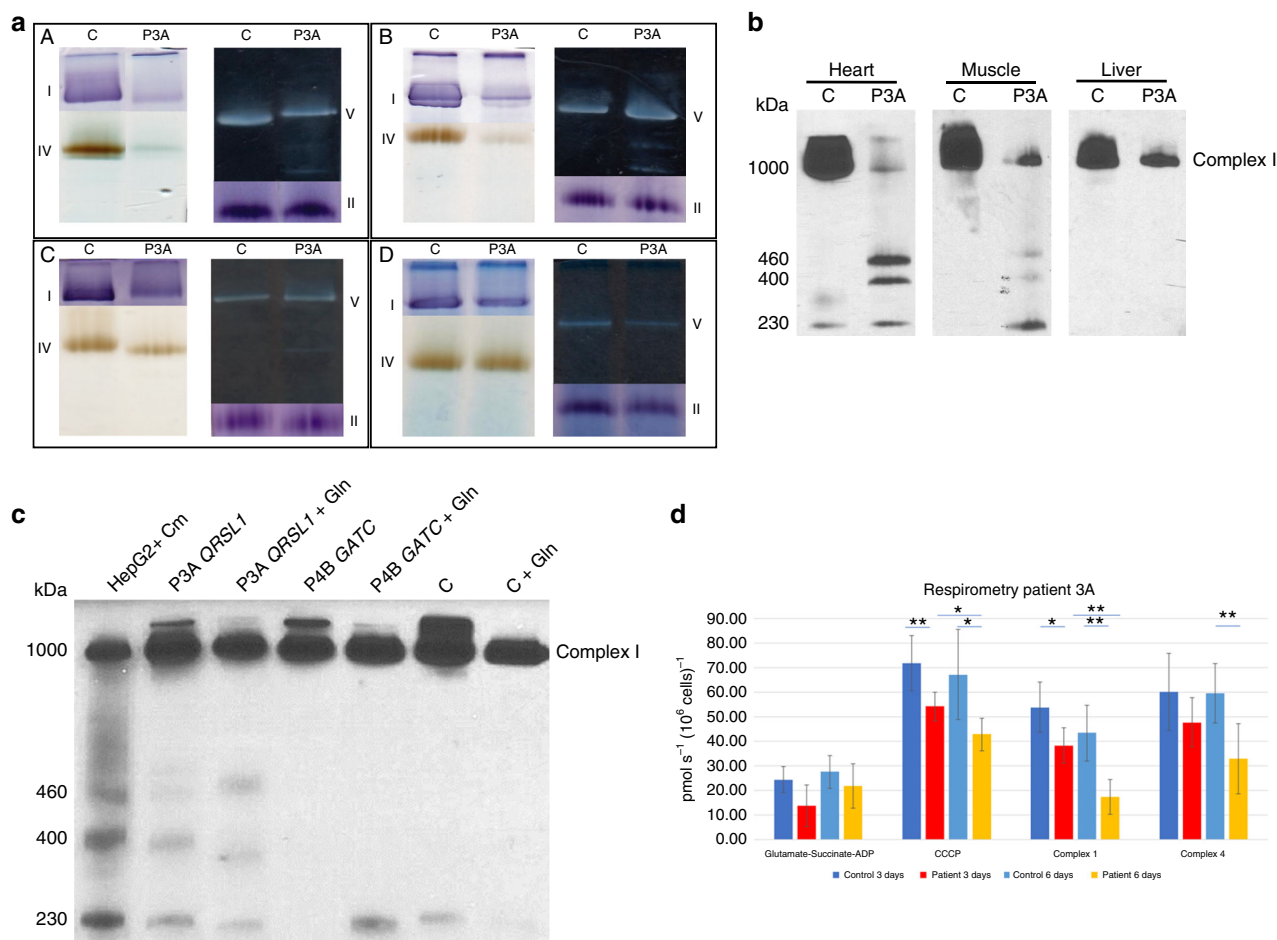 a
A
C P3A
C P3A
I
IV
V
II
B
C P3A
C P3A
I
IV
V
II
C
C P3A
C P3A
I
IV
V
II
D
C P3A
C P3A
I
IV
V
II
b
Heart Muscle Liver
kDa C P3A C P3A C P3A
1000 Complex I
460
400
230
c
HepG2+ Cm
P3A QRSL1
P3A QRSL1 + Gln
P4B GATC
P4B GATC + Gln
C
C + Gln
kDa
1000 Complex I
460
400
230
d
Respirometry patient 3A
pmol s⁻¹ (10⁶ cells)⁻¹
90.00
80.00
70.00
60.00
50.00
40.00
30.00
20.00
10.00
0.00
** * *
* ** **
**
Glutamate-Succinate-ADP CCCP Complex 1 Complex 4
Control 3 days Patient 3 days Control 6 days Patient 6 days